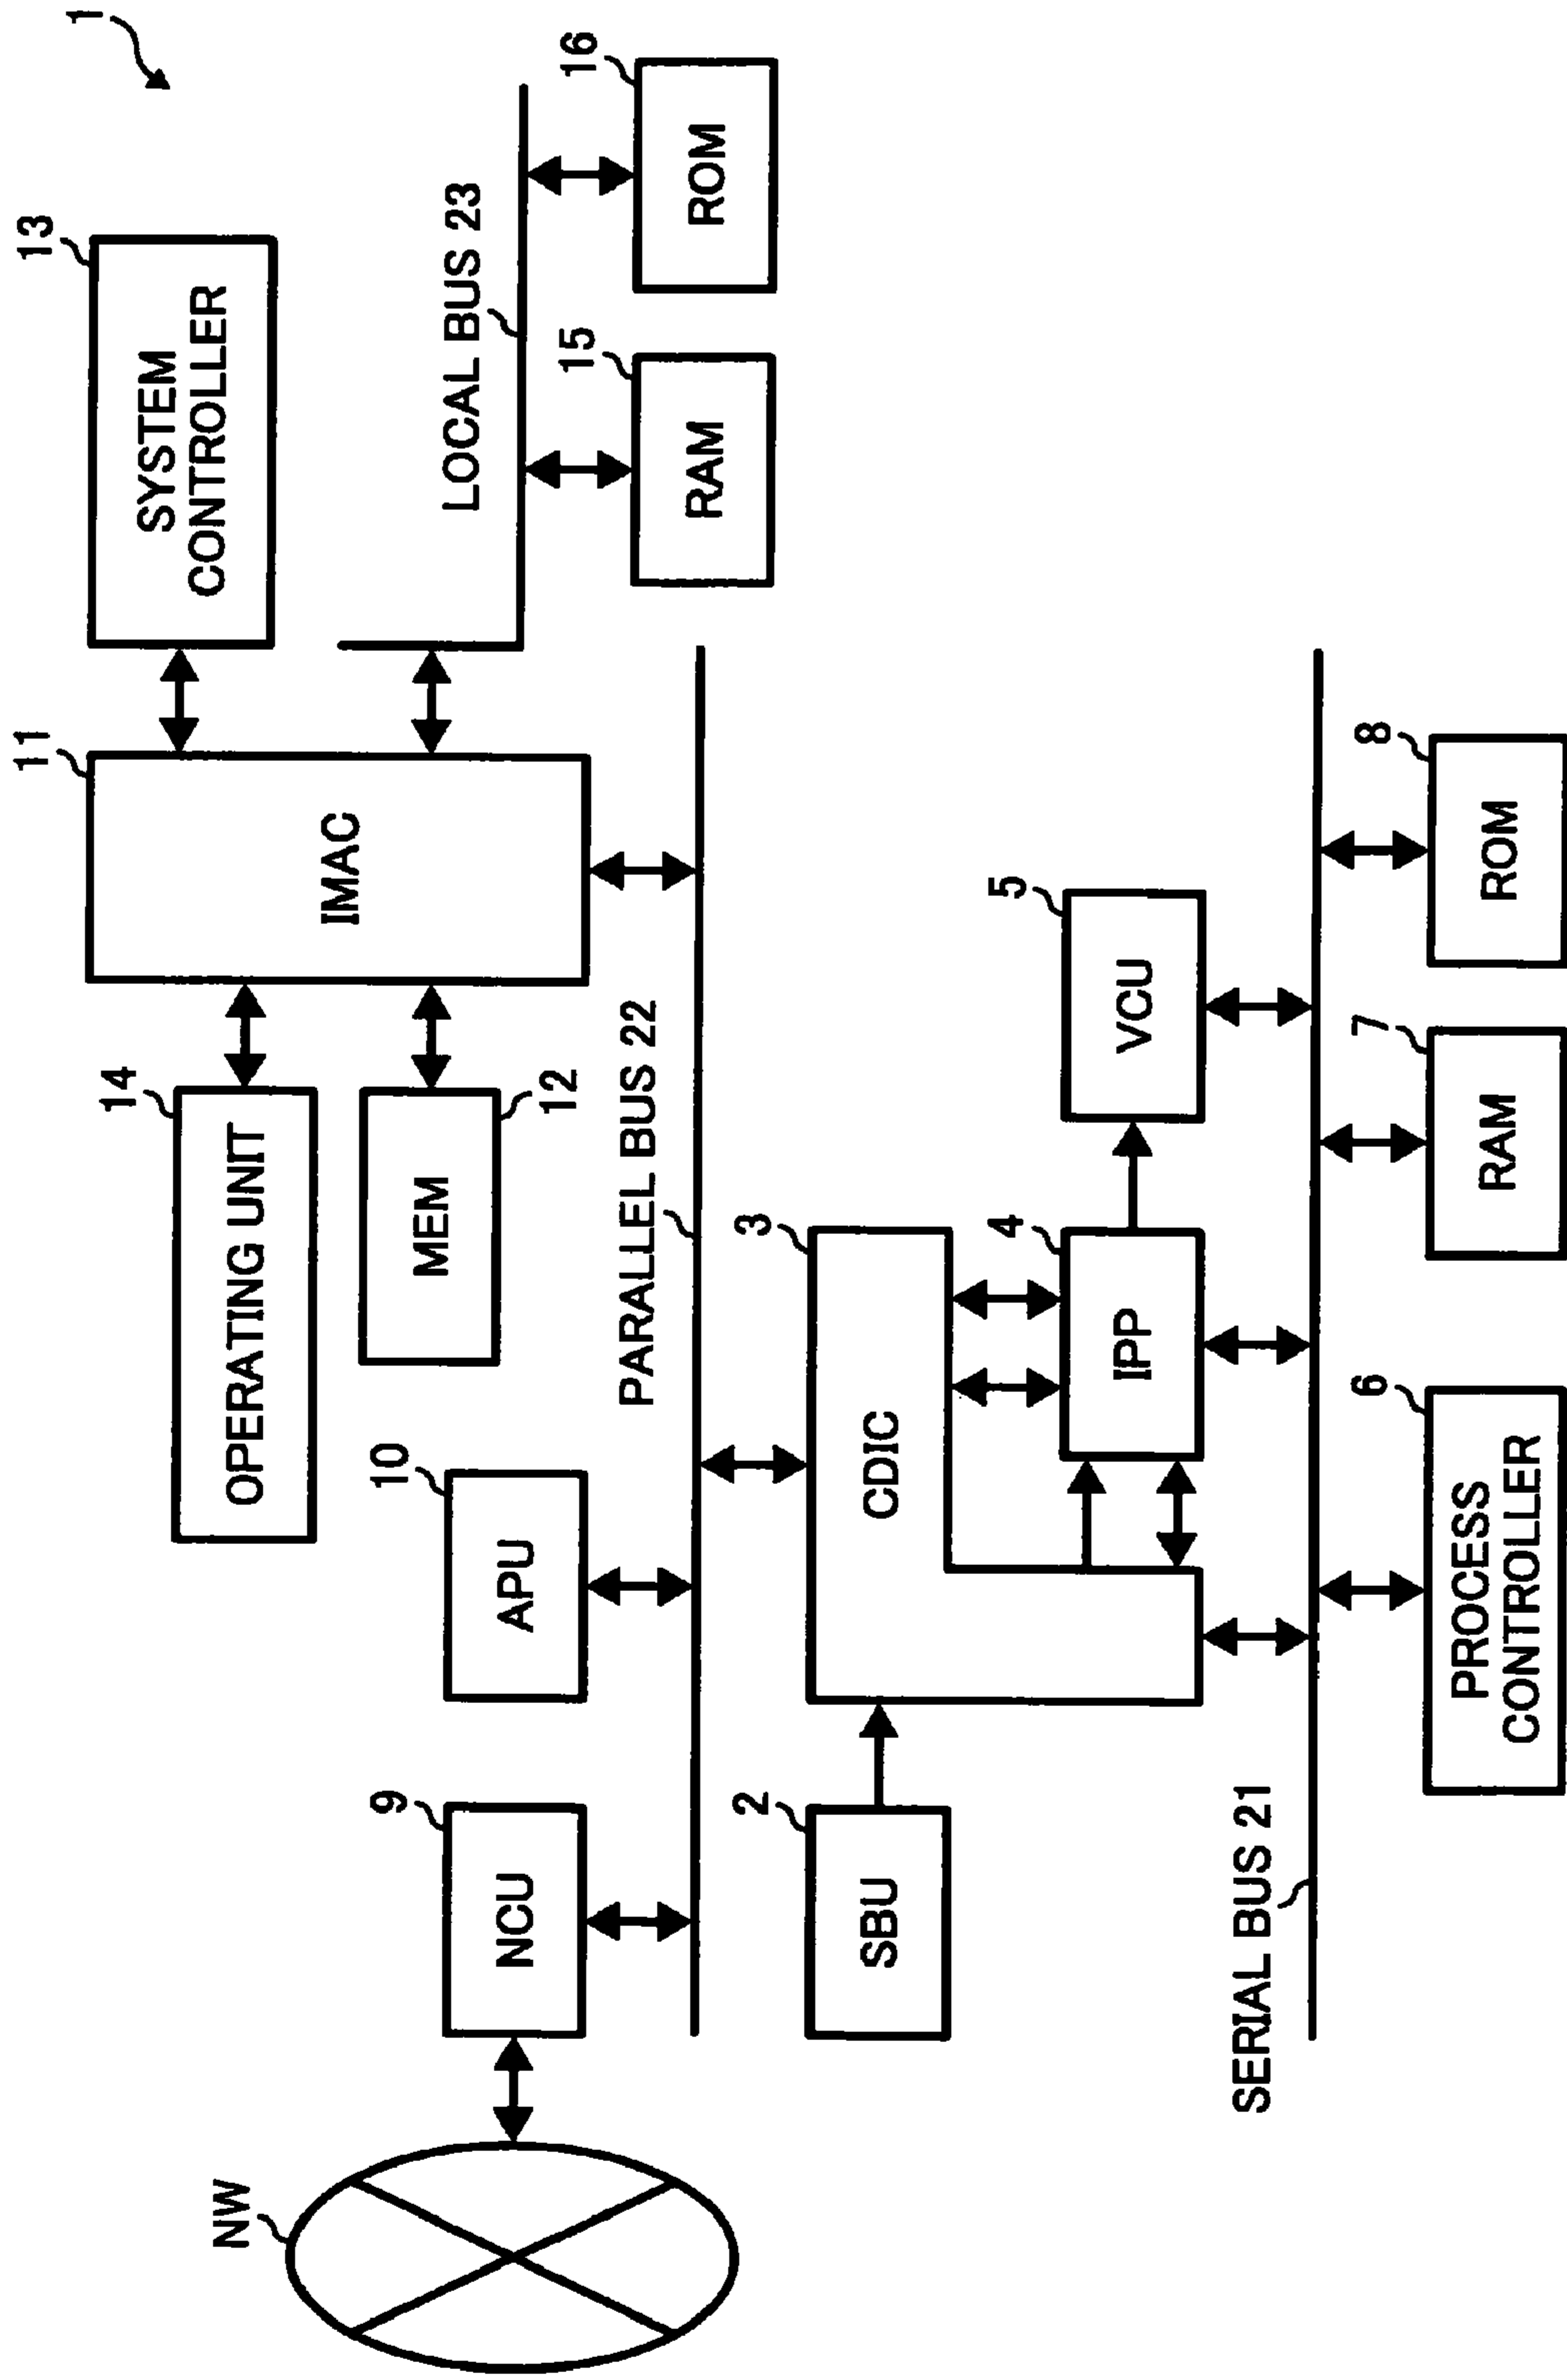 1
NW
9
NCU
10
APU
14
OPERATING UNIT
12
MEM
11
IMAC
13
SYSTEM
CONTROLLER
LOCAL BUS 23
15
RAM
16
ROM
PARALLEL BUS 22
2
SBU
3
CDIC
4
IPP
5
VCU
SERIAL BUS 21
6
PROCESS
CONTROLLER
7
RAM
8
ROM